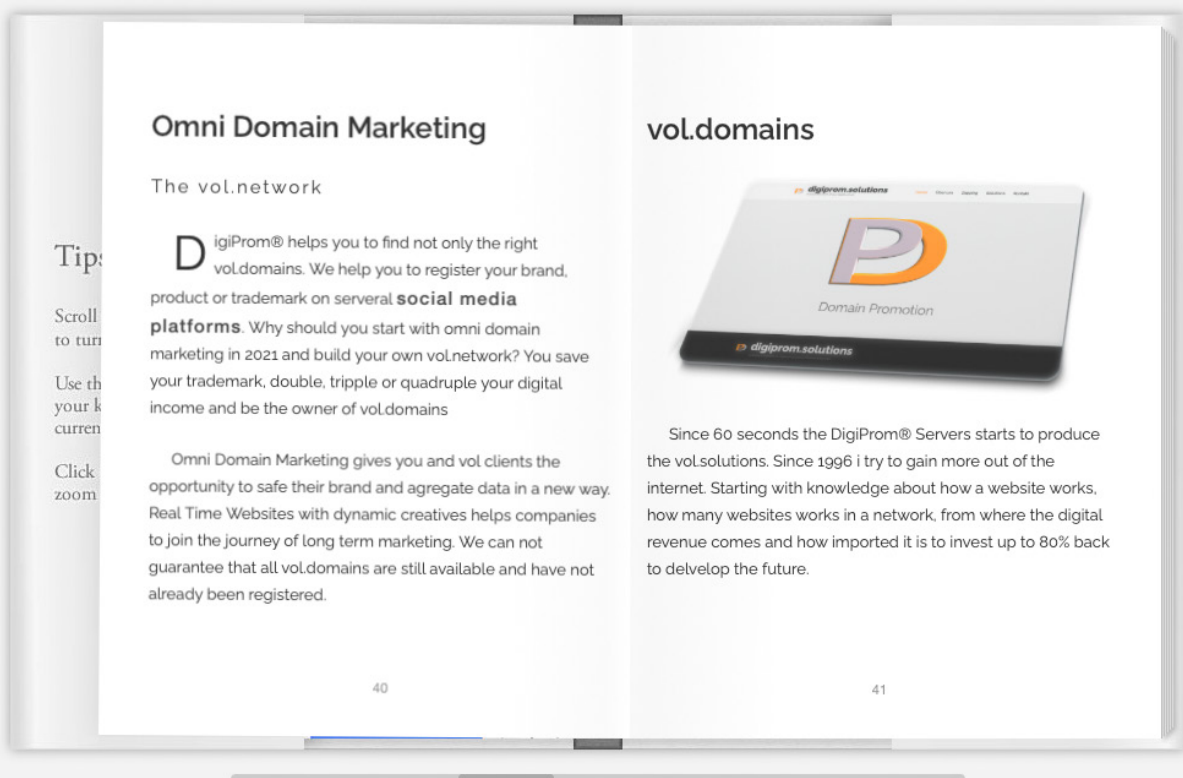 Omni Domain Marketing
The vol.network
DigiProm® helps you to find not only the right
vol.domains. We help you to register your brand,
product or trademark on serveral social media
platforms. Why should you start with omni domain
marketing in 2021 and build your own vol.network? You save
your trademark, double, tripple or quadruple your digital
income and be the owner of vol.domains
Omni Domain Marketing gives you and vol clients the
opportunity to safe their brand and agregate data in a new way.
Real Time Websites with dynamic creatives helps companies
to join the journey of long term marketing. We can not
guarantee that all vol.domains are still available and have not
already been registered.
40
Tips
Scroll
to turn
Use th
your k
curren
Click
zoom
vol.domains
digiprom.solutions
PD
Domain Promotion
digiprom.solutions
Since 60 seconds the DigiProm® Servers starts to produce
the vol.solutions. Since 1996 i try to gain more out of the
internet. Starting with knowledge about how a website works,
how many websites works in a network, from where the digital
revenue comes and how imported it is to invest up to 80% back
to delvelop the future.
41